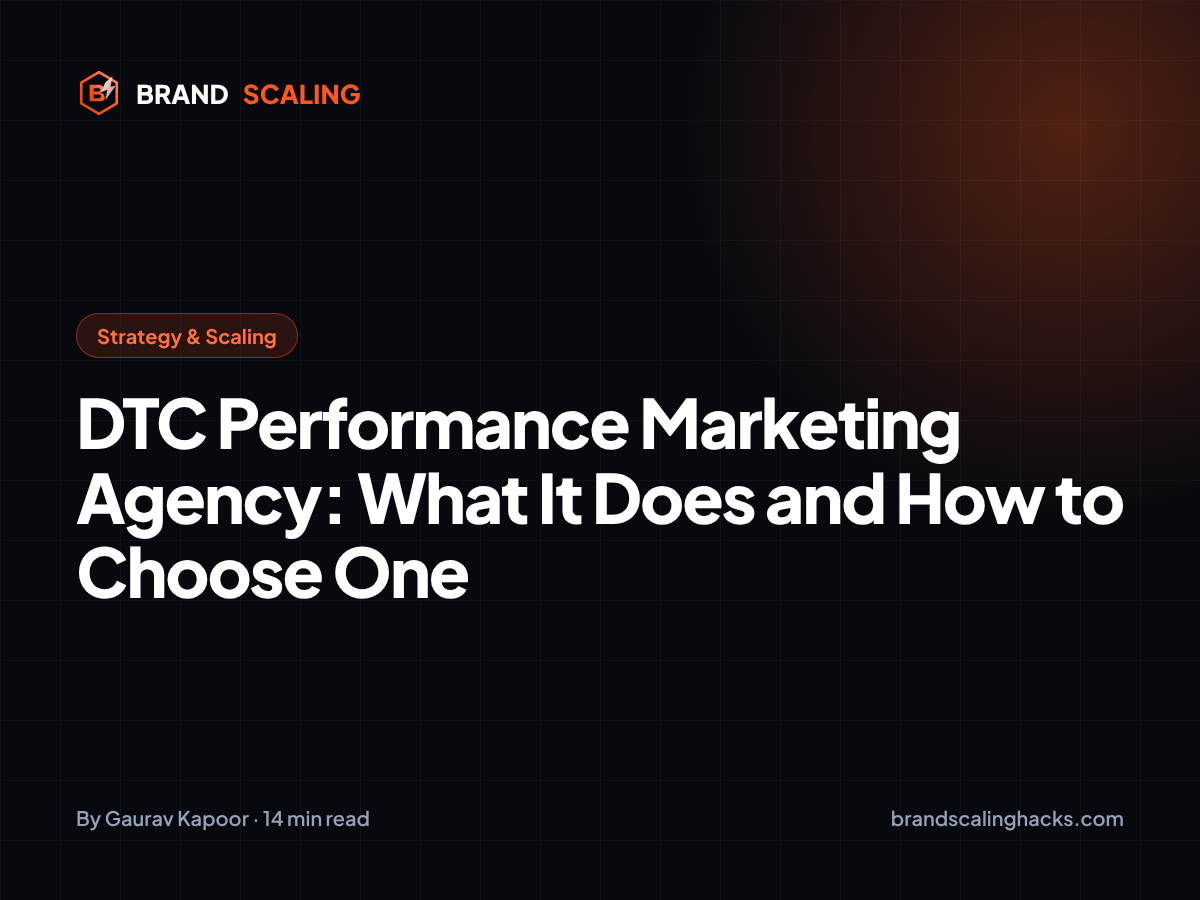 BRAND SCALING
Strategy & Scaling
DTC Performance Marketing
Agency: What It Does and How to
Choose One
By Gaurav Kapoor · 14 min read
brandscalinghacks.com